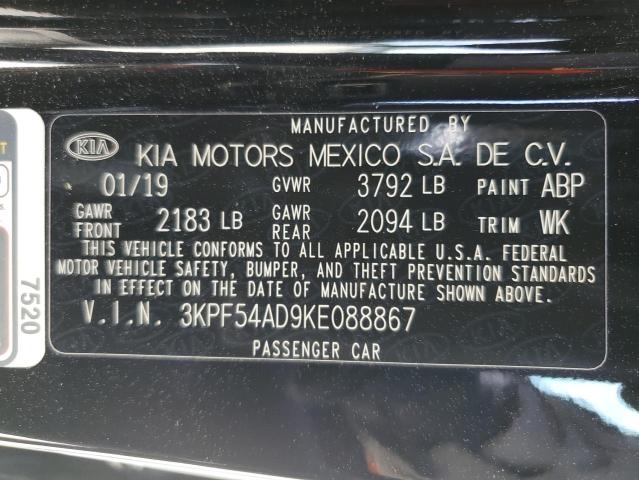 MANUFACTURED BY
KIA KIA MOTORS MEXICO S.A. DE C.V.
01/19 GVWR 3792 LB PAINT ABP
GAWR FRONT 2183 LB GAWR REAR 2094 LB TRIM WK
THIS VEHICLE CONFORMS TO ALL APPLICABLE U.S.A. FEDERAL
MOTOR VEHICLE SAFETY, BUMPER, AND THEFT PREVENTION STANDARDS
IN EFFECT ON THE DATE OF MANUFACTURE SHOWN ABOVE.
V.I.N. 3KPF54AD9KE088867
PASSENGER CAR
7520